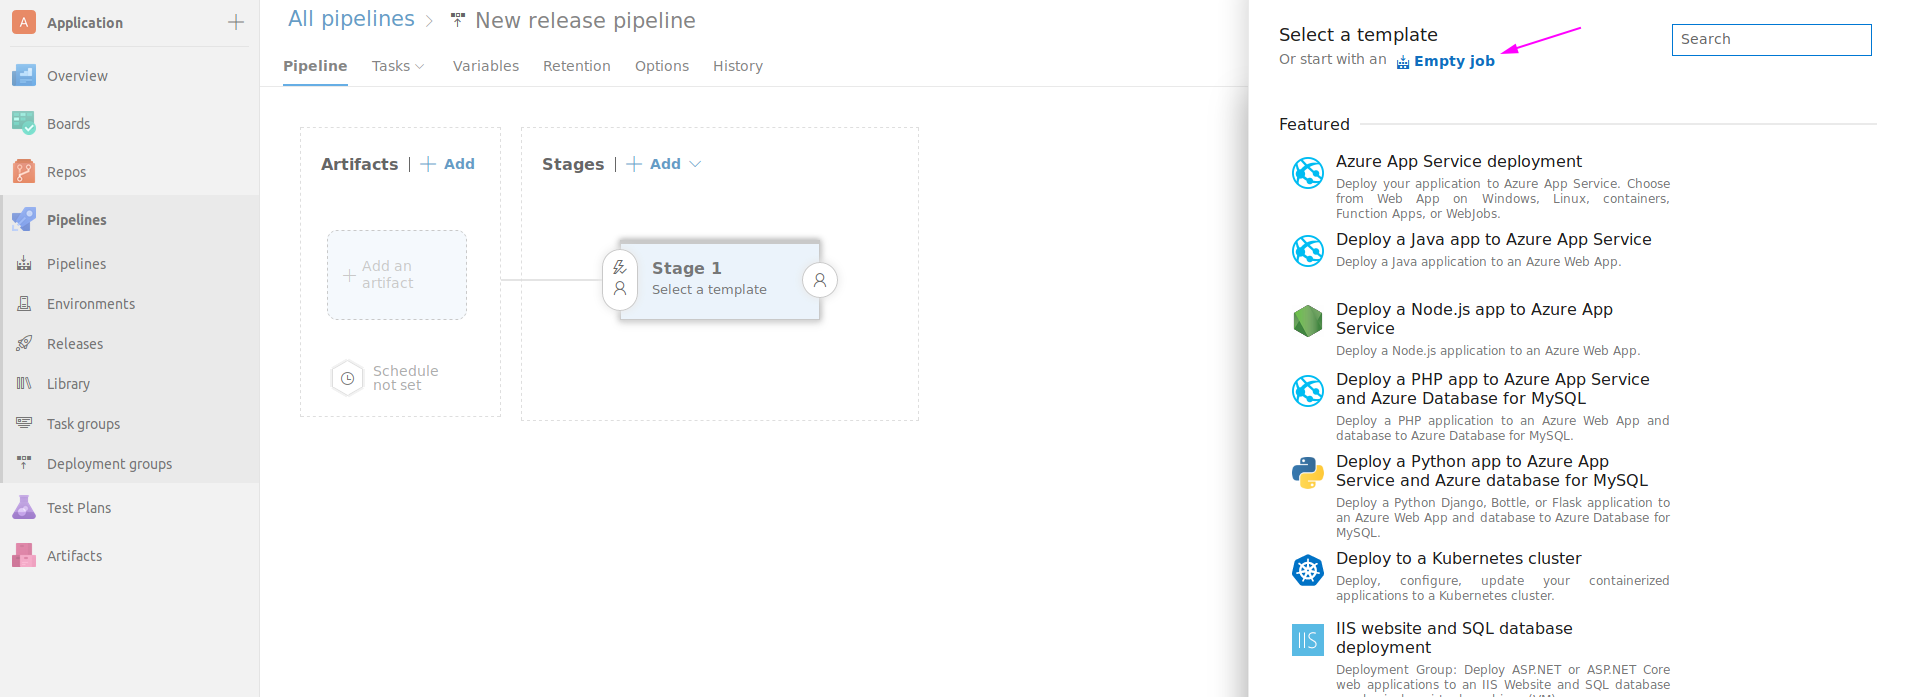 A Application
Overview
Boards
Repos
Pipelines
Pipelines
Environments
Releases
Library
Task groups
Deployment groups
Test Plans
Artifacts
All pipelines > New release pipeline
Pipeline Tasks Variables Retention Options History
Artifacts | + Add
Add an
artifact
Schedule
not set
Stages | + Add
Stage 1
Select a template
Select a template
Or start with an Empty job
Search
Featured
Azure App Service deployment
Deploy your application to Azure App Service. Choose
from Web App on Windows, Linux, containers,
Function Apps, or WebJobs.
Deploy a Java app to Azure App Service
Deploy a Java application to an Azure Web App.
Deploy a Node.js app to Azure App
Service
Deploy a Node.js application to an Azure Web App.
Deploy a PHP app to Azure App Service
and Azure Database for MySQL
Deploy a PHP application to an Azure Web App and
database to Azure Database for MySQL.
Deploy a Python app to Azure App
Service and Azure database for MySQL
Deploy a Python Django, Bottle, or Flask application to
an Azure Web App and database to Azure Database for
MySQL.
Deploy to a Kubernetes cluster
Deploy, configure, update your containerized
applications to a Kubernetes cluster.
IIS
IIS website and SQL database
deployment
Deployment Group: Deploy ASP.NET or ASP.NET Core
web applications to an IIS Website and SQL database